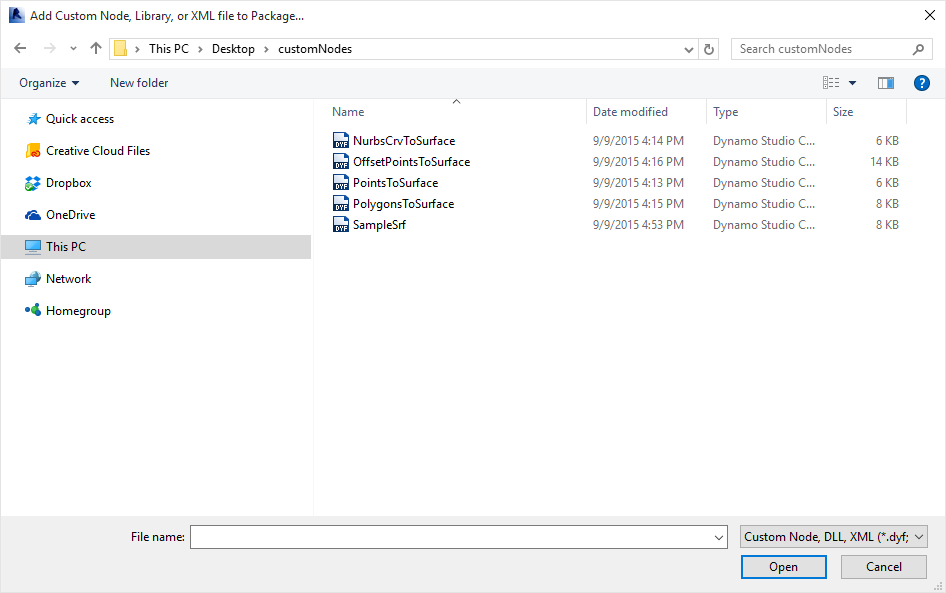 Add Custom Node, Library, or XML file to Package...
This PC > Desktop > customNodes
Search customNodes
Organize New folder ?
Name Date modified Type Size
Quick access
Creative Cloud Files
Dropbox
OneDrive
This PC
Network
Homegroup
DYF NurbsCrvToSurface 9/9/2015 4:14 PM Dynamo Studio C... 6 KB
DYF OffsetPointsToSurface 9/9/2015 4:16 PM Dynamo Studio C... 14 KB
DYF PointsToSurface 9/9/2015 4:13 PM Dynamo Studio C... 6 KB
DYF PolygonsToSurface 9/9/2015 4:15 PM Dynamo Studio C... 8 KB
DYF SampleSrf 9/9/2015 4:53 PM Dynamo Studio C... 8 KB
File name: Custom Node, DLL, XML (*.dyf;
Open Cancel